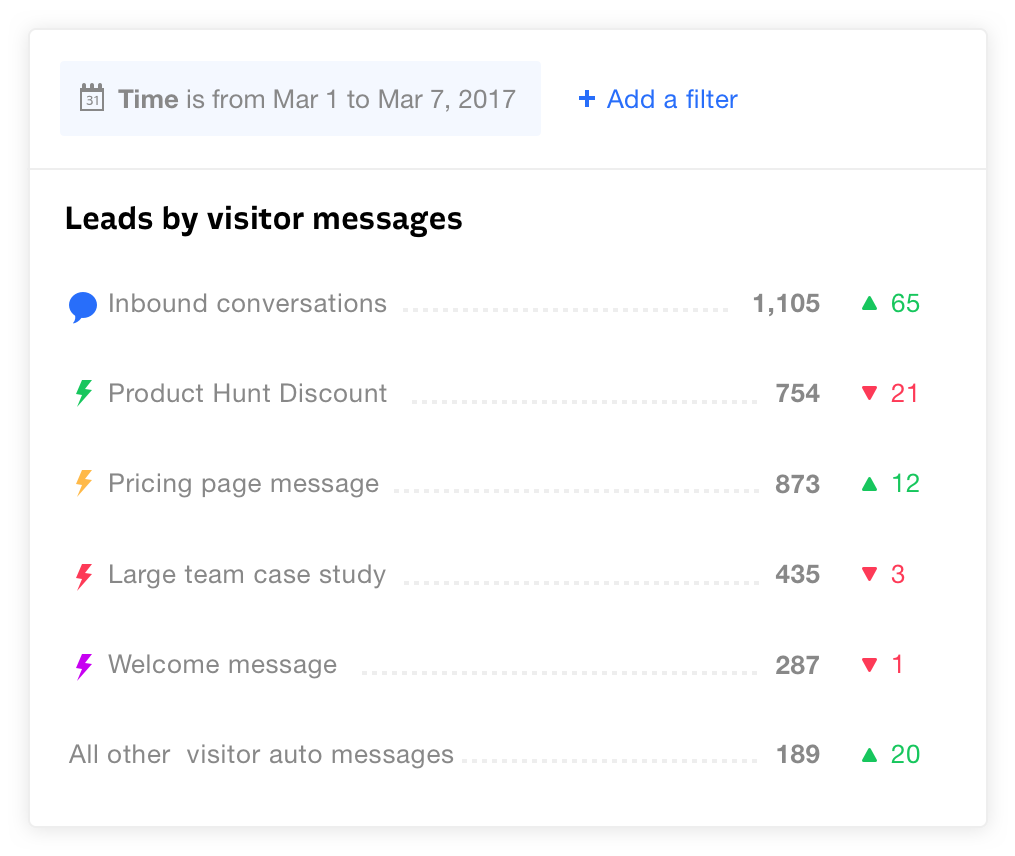 31 Time is from Mar 1 to Mar 7, 2017 + Add a filter
Leads by visitor messages
Inbound conversations 1,105 ▲ 65
Product Hunt Discount 754 ▼ 21
Pricing page message 873 ▲ 12
Large team case study 435 ▼ 3
Welcome message 287 ▼ 1
All other visitor auto messages 189 ▲ 20